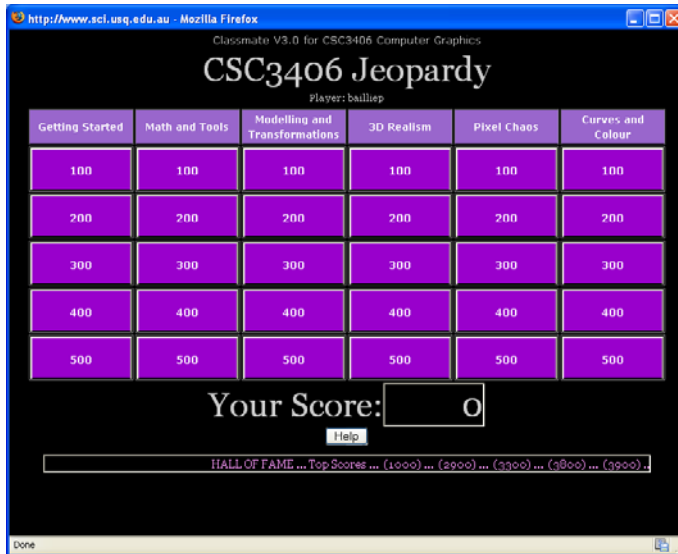 http://www.sci.usq.edu.au - Mozilla Firefox
Classmate V3.0 for CSC3406 Computer Graphics
CSC3406 Jeopardy
Player: bailliep
Getting Started Math and Tools Modelling and Transformations 3D Realism Pixel Chaos Curves and Colour
100 100 100 100 100 100
200 200 200 200 200 200
300 300 300 300 300 300
400 400 400 400 400 400
500 500 500 500 500 500
Your Score: 0
Help
HALL OF FAME ... Top Scores ... (1000) ... (2900) ... (3300) ... (3800) ... (3900) ..
Done